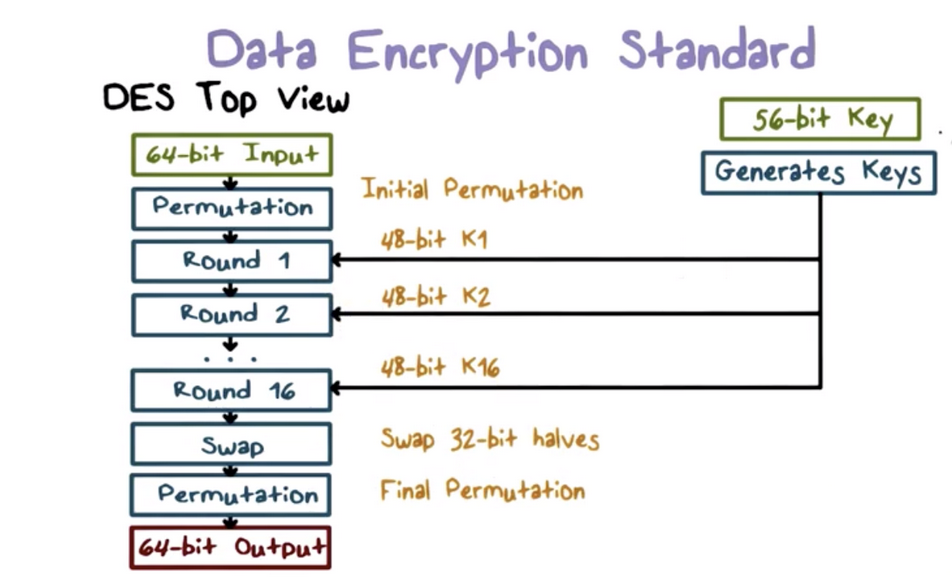 Data Encryption Standard
DES Top View
56-bit Key
64-bit Input
Generates Keys
Initial Permutation
Permutation
48-bit K1
Round 1
48-bit K2
Round 2
...
48-bit K16
Round 16
Swap 32-bit halves
Swap
Final Permutation
Permutation
64-bit Output